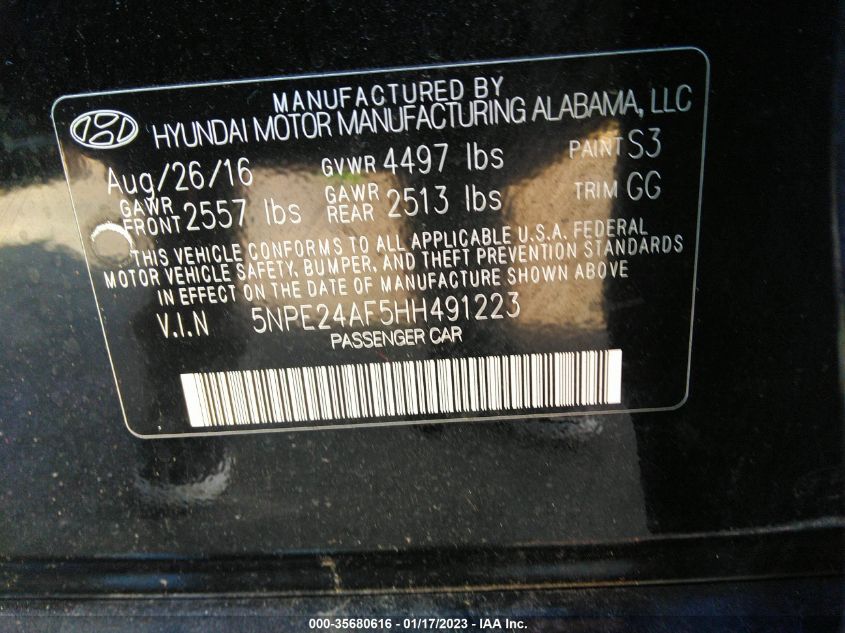 MANUFACTURED BY
HYUNDAI MOTOR MANUFACTURING ALABAMA, LLC
Aug/26/16 GVWR 4497 lbs PAINT S3
GAWR FRONT 2557 lbs GAWR REAR 2513 lbs TRIM GG
THIS VEHICLE CONFORMS TO ALL APPLICABLE U.S.A. FEDERAL
MOTOR VEHICLE SAFETY, BUMPER, AND THEFT PREVENTION STANDARDS
IN EFFECT ON THE DATE OF MANUFACTURE SHOWN ABOVE
V.I.N 5NPE24AF5HH491223
PASSENGER CAR
000-35680616 - 01/17/2023 - IAA Inc.